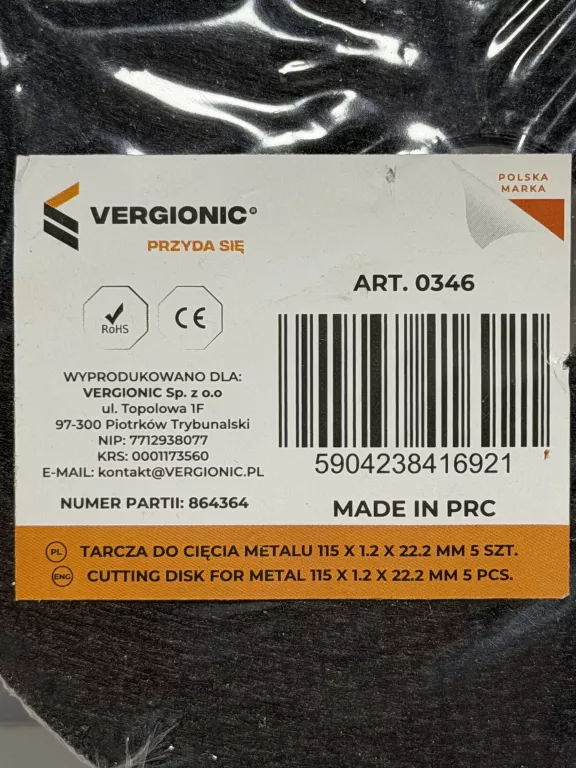 VERGIONIC®
PRZYDA SIĘ
POLSKA
MARKA
RoHS
CE
ART. 0346
WYPRODUKOWANO DLA:
VERGIONIC Sp. z o.o
ul. Topolowa 1F
97-300 Piotrków Trybunalski
NIP: 7712938077
KRS: 0001173560
E-MAIL: kontakt@VERGIONIC.PL
NUMER PARTII: 864364
5904238416921
MADE IN PRC
PL TARCZA DO CIĘCIA METALU 115 X 1.2 X 22.2 MM 5 SZT.
ENG CUTTING DISK FOR METAL 115 X 1.2 X 22.2 MM 5 PCS.